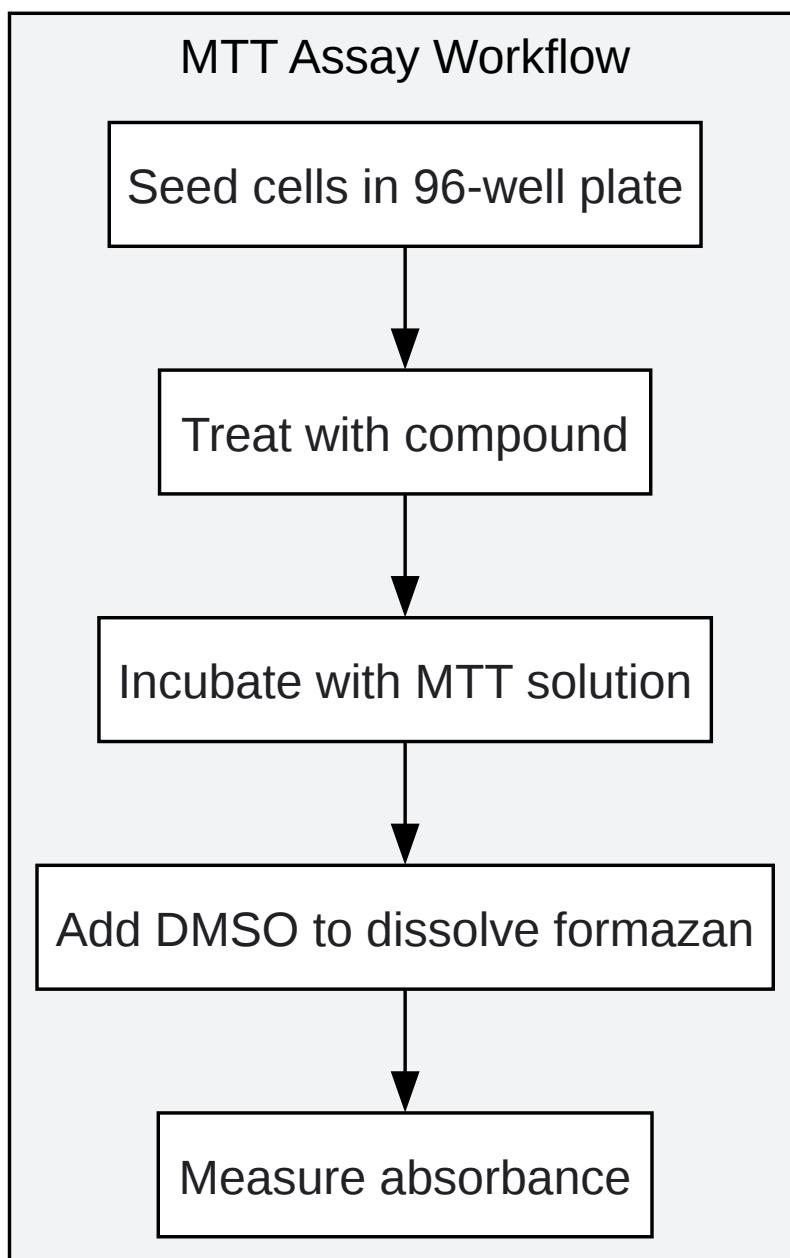 MTT Assay Workflow
Seed cells in 96-well plate
Treat with compound
Incubate with MTT solution
Add DMSO to dissolve formazan
Measure absorbance